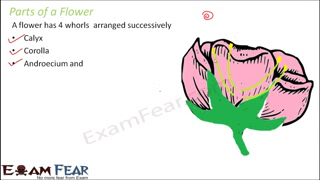 Parts of a Flower
A flower has 4 whorls arranged successively
Calyx
Corolla
Androecium and
ExamFear
EXAM FEAR
No more fear from Exam